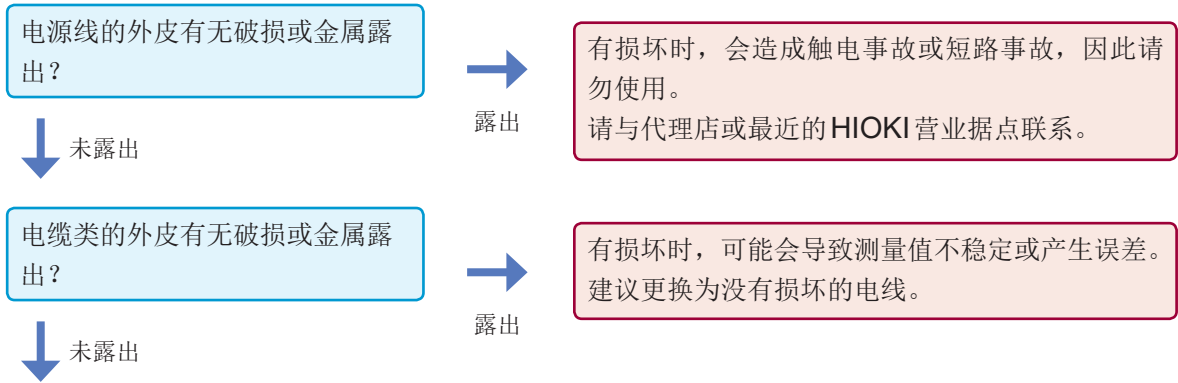 电源线的外皮有无破损或金属露
出？
露出
有损坏时，会造成触电事故或短路事故，因此请
勿使用。
请与代理店或最近的HIOKI营业据点联系。
未露出
电缆类的外皮有无破损或金属露
出？
露出
有损坏时，可能会导致测量值不稳定或产生误差。
建议更换为没有损坏的电线。
未露出